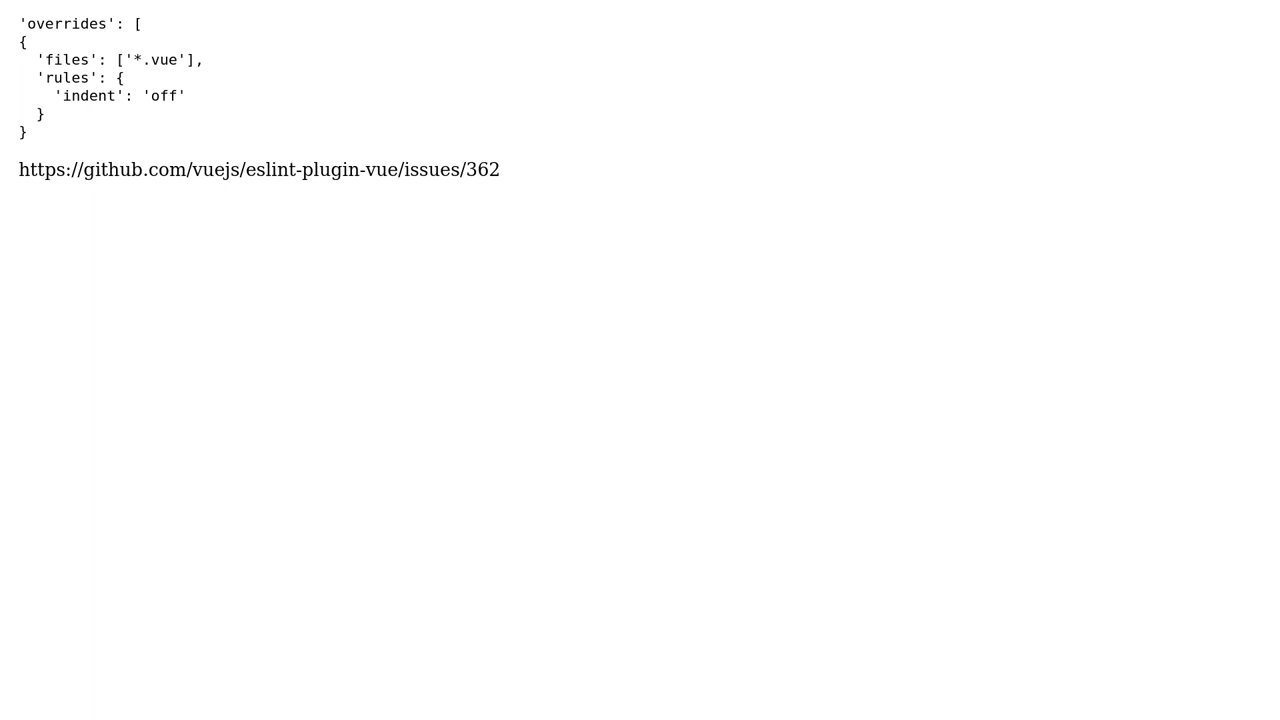 'overrides': [
{
  'files': ['*.vue'],
  'rules': {
    'indent': 'off'
  }
}
https://github.com/vuejs/eslint-plugin-vue/issues/362